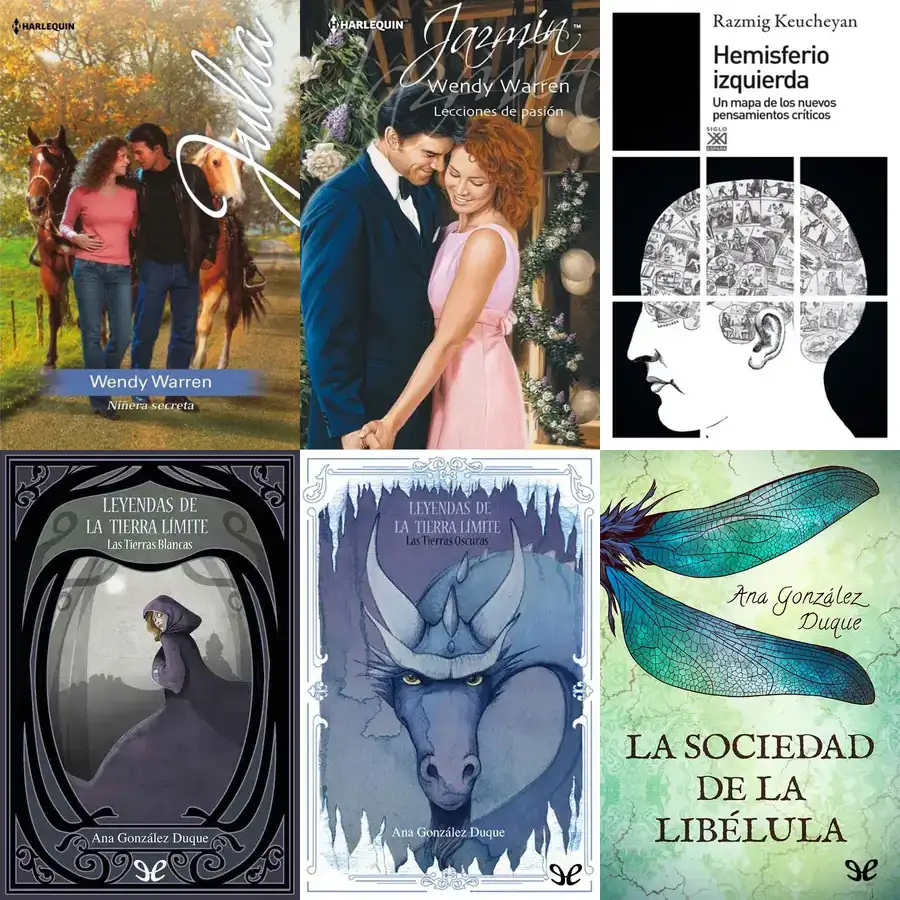 HARLEQUIN
Julia
Wendy Warren
Niñera secreta
HARLEQUIN
Jazmín™
Wendy Warren
Lecciones de pasión
Razmig Keucheyan
Hemisferio
izquierda
Un mapa de los nuevos
pensamientos críticos
SIGLO
XXI
ESPAÑA
LEYENDAS DE
LA TIERRA LÍMITE
Las Tierras Blancas
Ana González Duque
LEYENDAS DE
LA TIERRA LÍMITE
Las Tierras Oscuras
Ana González Duque
Ana González
Duque
LA SOCIEDAD
DE LA
LIBÉLULA